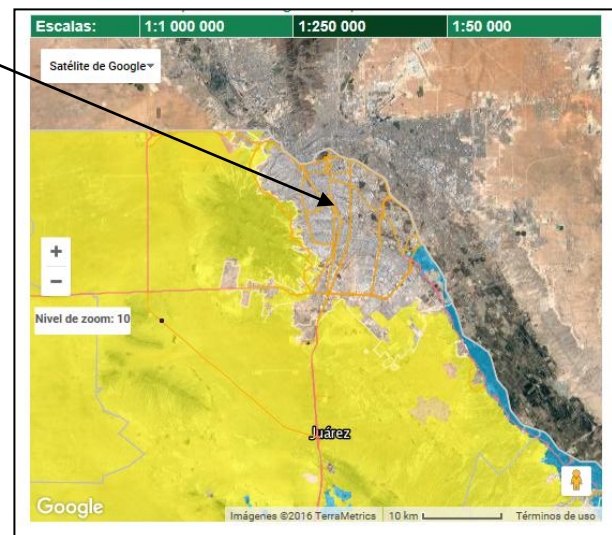 Escalas: 1:1 000 000 1:250 000 1:50 000
Satélite de Google
+
−
Nivel de zoom: 10
Juárez
Google
Imágenes ©2016 TerraMetrics 10 km Términos de uso